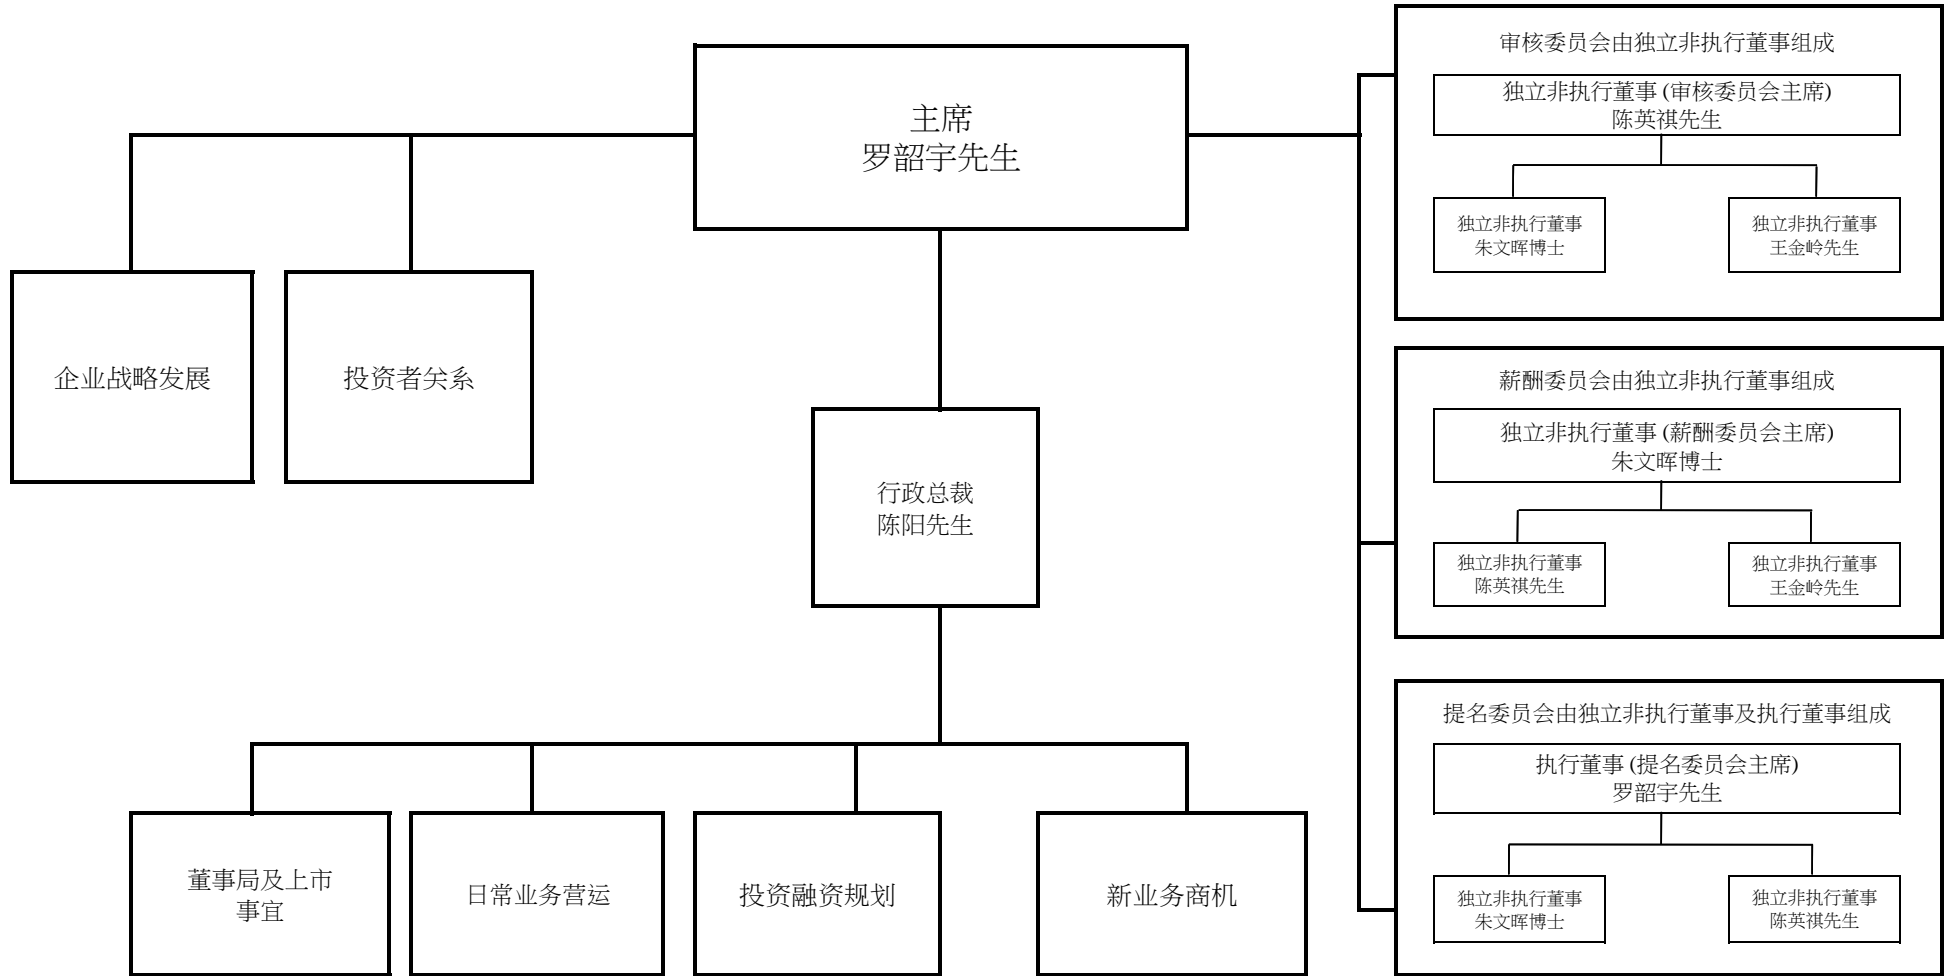 主席
罗韶宇先生
企业战略发展
投资者关系
行政总裁
陈阳先生
董事局及上市
事宜
日常业务营运
投资融资规划
新业务商机
审核委员会由独立非执行董事组成
独立非执行董事 (审核委员会主席)
陈英祺先生
独立非执行董事
朱文晖博士
独立非执行董事
王金岭先生
薪酬委员会由独立非执行董事组成
独立非执行董事 (薪酬委员会主席)
朱文晖博士
独立非执行董事
陈英祺先生
独立非执行董事
王金岭先生
提名委员会由独立非执行董事及执行董事组成
执行董事 (提名委员会主席)
罗韶宇先生
独立非执行董事
朱文晖博士
独立非执行董事
陈英祺先生